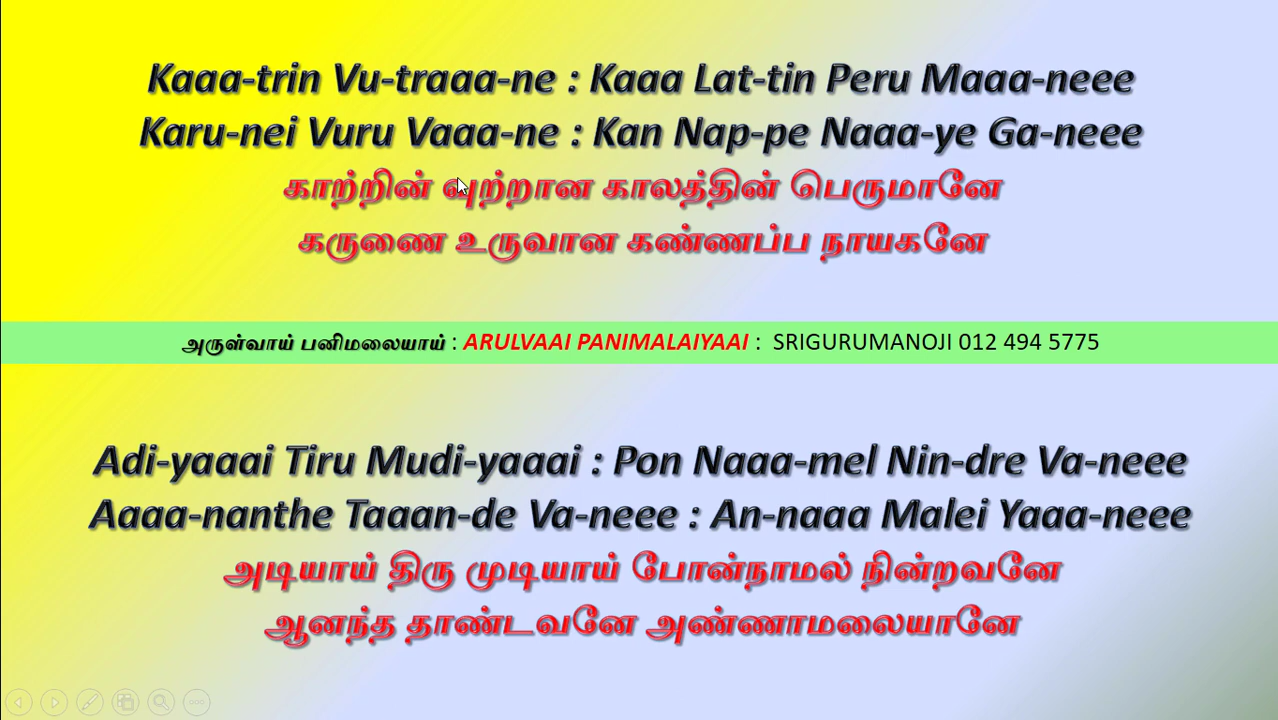 Kaaa-trin Vu-traaa-ne : Kaaa Lat-tin Peru Maaa-neee
Karu-nei Vuru Vaaa-ne : Kan Nap-pe Naaa-ye Ga-neee
காற்றின் வுற்றான காலத்தின் பெருமானே
கருணை உருவான கண்ணப்ப நாயகனே
அருள்வாய் பனிமலையாய் : ARULVAAI PANIMALAIYAAI : SRIGURUMANOJI 012 494 5775
Adi-yaaai Tiru Mudi-yaaai : Pon Naaa-mel Nin-dre Va-neee
Aaaa-nanthe Taaan-de Va-neee : An-naaa Malei Yaaa-neee
அடியாய் திரு முடியாய் போன்நாமல் நின்றவனே
ஆனந்த தாண்டவனே அண்ணாமலையானே